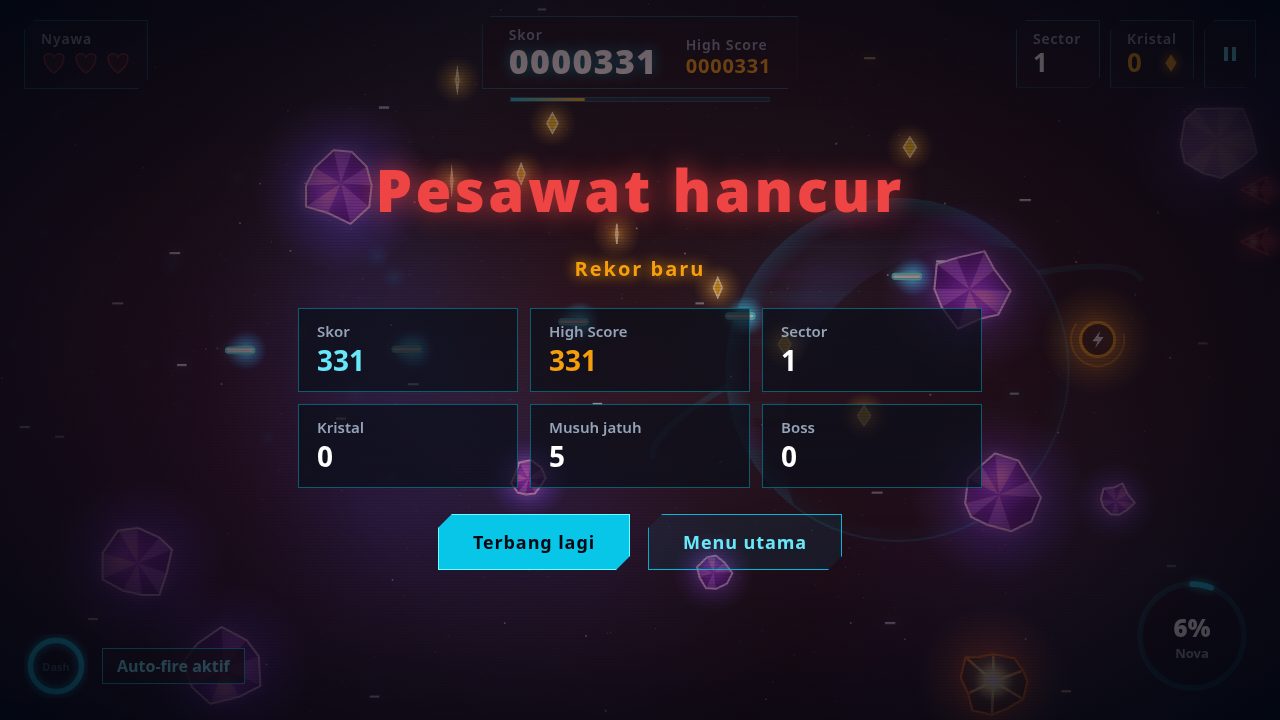 Nyawa
Skor
0000331
High Score
0000331
Sector
1
Kristal
0
Pesawat hancur
Rekor baru
Skor
331
High Score
331
Sector
1
Kristal
0
Musuh jatuh
5
Boss
0
Terbang lagi
Menu utama
Dash
Auto-fire aktif
6%
Nova